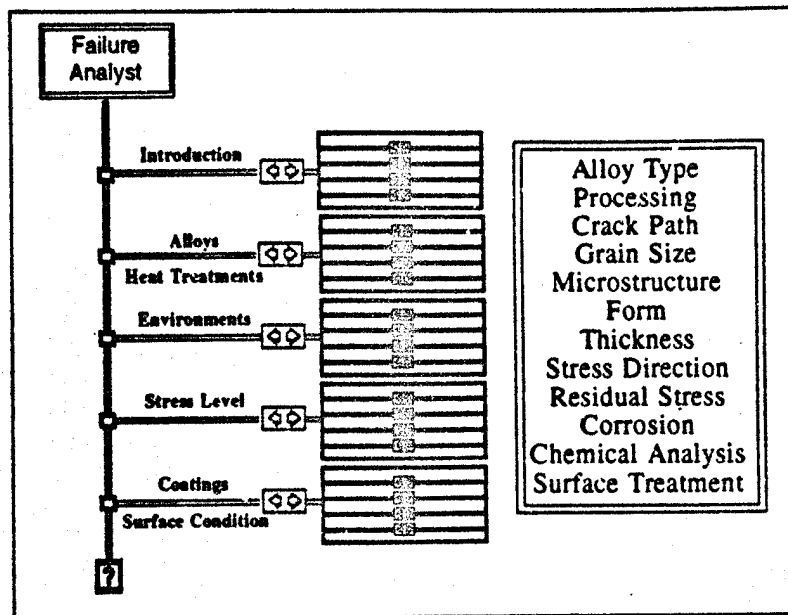 Failure
Analyst
Introduction
Alloys
Heat Treatments
Environments
Stress Level
Coatings
Surface Condition
?
Alloy Type
Processing
Crack Path
Grain Size
Microstructure
Form
Thickness
Stress Direction
Residual Stress
Corrosion
Chemical Analysis
Surface Treatment